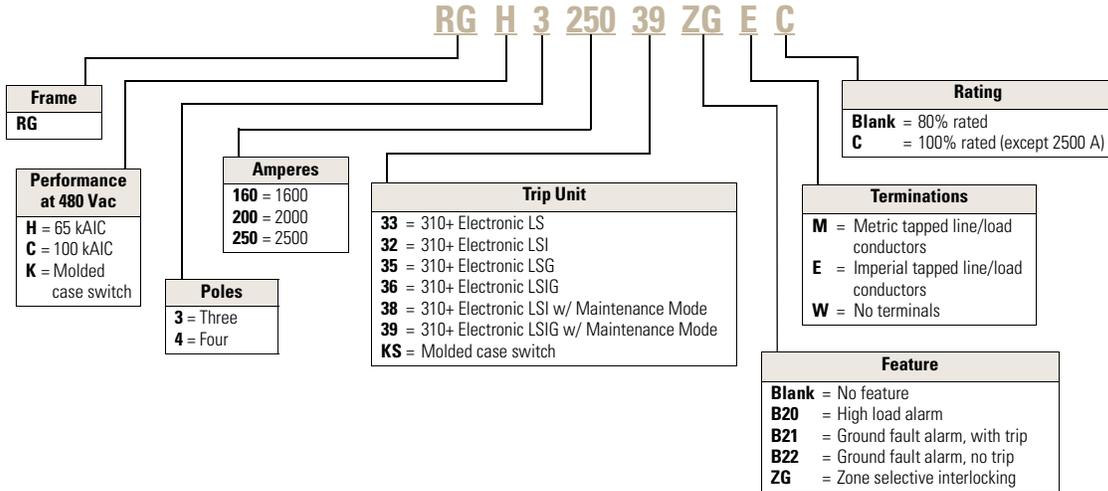 RG H 3 250 39 ZG E C
Frame
RG
Performance
at 480 Vac
H = 65 kAIC
C = 100 kAIC
K = Molded
case switch
Poles
3 = Three
4 = Four
Amperes
160 = 1600
200 = 2000
250 = 2500
Trip Unit
33 = 310+ Electronic LS
32 = 310+ Electronic LSI
35 = 310+ Electronic LSG
36 = 310+ Electronic LSIG
38 = 310+ Electronic LSI w/ Maintenance Mode
39 = 310+ Electronic LSIG w/ Maintenance Mode
KS = Molded case switch
Rating
Blank = 80% rated
C = 100% rated (except 2500 A)
Terminations
M = Metric tapped line/load
conductors
E = Imperial tapped line/load
conductors
W = No terminals
Feature
Blank = No feature
B20 = High load alarm
B21 = Ground fault alarm, with trip
B22 = Ground fault alarm, no trip
ZG = Zone selective interlocking